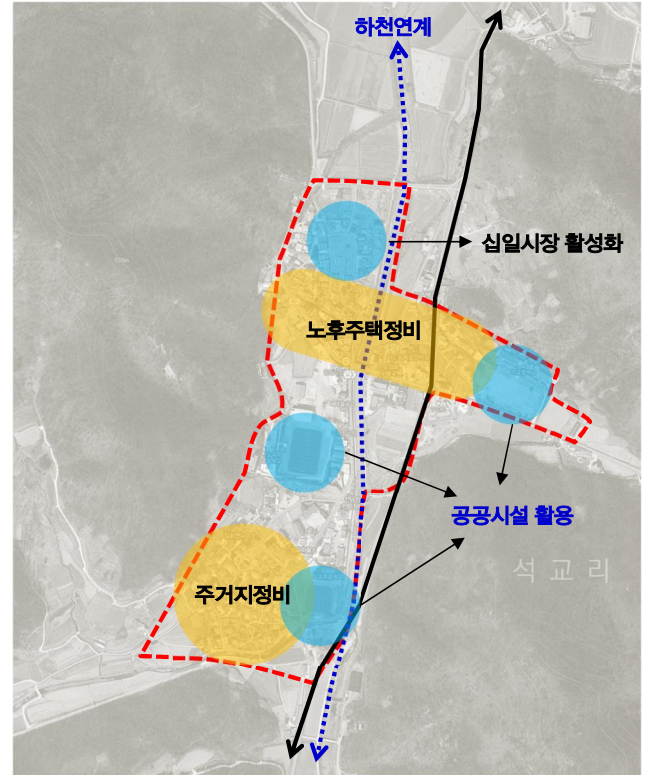 하천연계
십일시장 활성화
노후주택정비
공공시설 활용
석교리
주거지정비